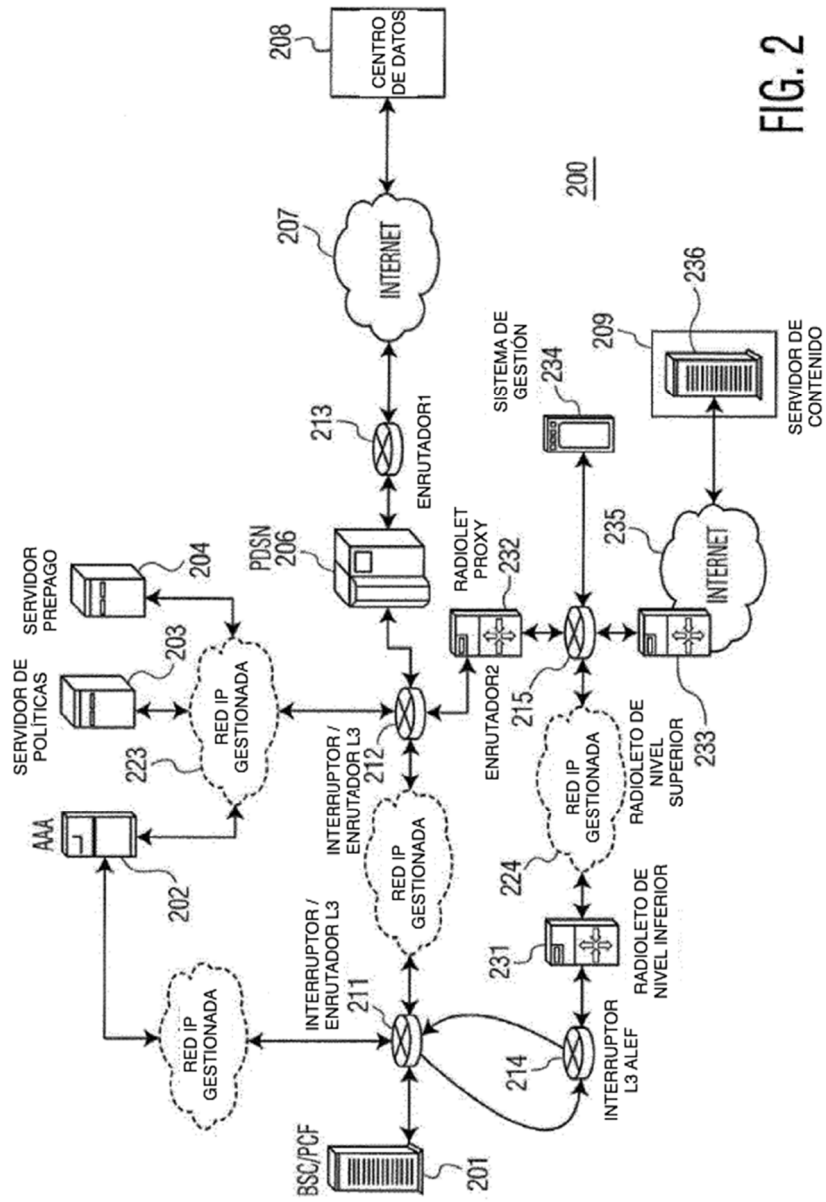 BSC/PCF
201
RED IP
GESTIONADA
AAA
202
SERVIDOR DE
POLÍTICAS
203
SERVIDOR
PREPAGO
204
223
RED IP
GESTIONADA
INTERRUPTOR /
ENRUTADOR L3
211
RED IP
GESTIONADA
INTERRUPTOR /
ENRUTADOR L3
212
PDSN
206
213
ENRUTADOR1
207
INTERNET
208
CENTRO
DE DATOS
214
INTERRUPTOR
L3 ALEF
231
RADIOLETO DE
NIVEL INFERIOR
224
RED IP
GESTIONADA
RADIOLET
PROXY
232
ENRUTADOR2
215
RADIOLETO DE
NIVEL
SUPERIOR
233
SISTEMA DE
GESTIÓN
234
235
INTERNET
209
236
SERVIDOR DE
CONTENIDO
200
FIG. 2